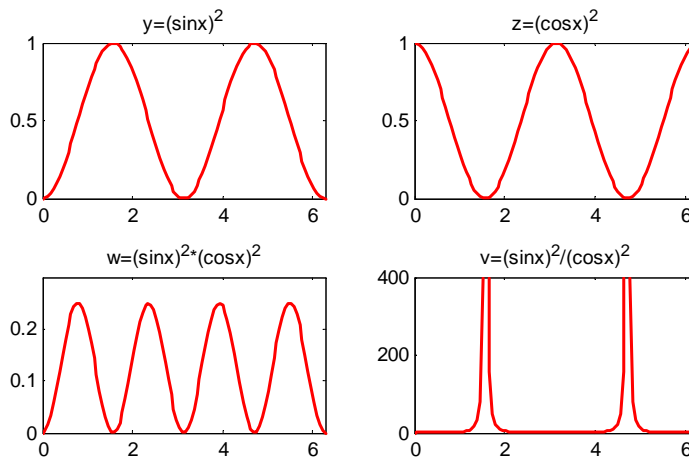 y=(sinx)²
1
0.5
0
0 2 4 6
z=(cosx)²
1
0.5
0
0 2 4 6
w=(sinx)²*(cosx)²
0.2
0.1
0
0 2 4 6
v=(sinx)²/(cosx)²
400
200
0
0 2 4 6